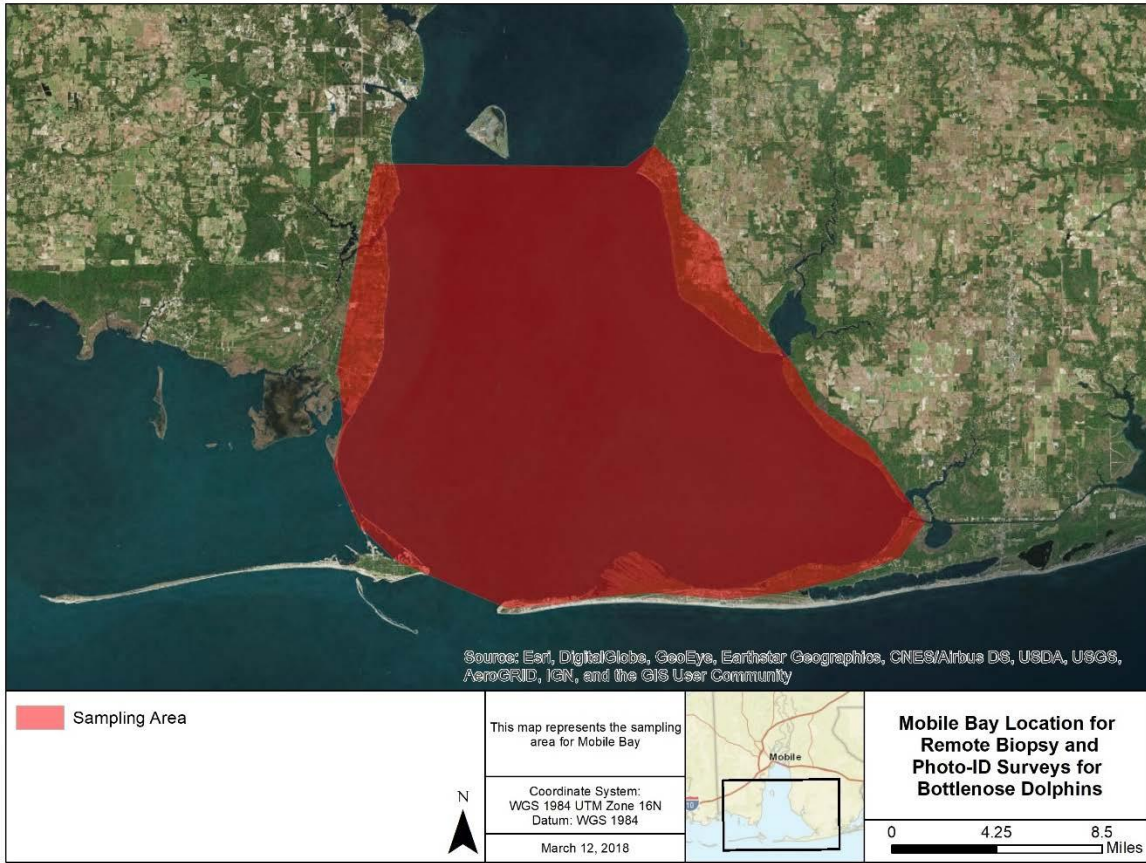 Source: Esri, DigitalGlobe, GeoEye, Earthstar Geographics, CNES/Airbus DS, USDA, USGS,
AeroGRID, IGN, and the GIS User Community
Sampling Area
N
This map represents the sampling
area for Mobile Bay
Coordinate System:
WGS 1984 UTM Zone 16N
Datum: WGS 1984
March 12, 2018
Mobile
10
Mobile Bay Location for
Remote Biopsy and
Photo-ID Surveys for
Bottlenose Dolphins
0 4.25 8.5
Miles